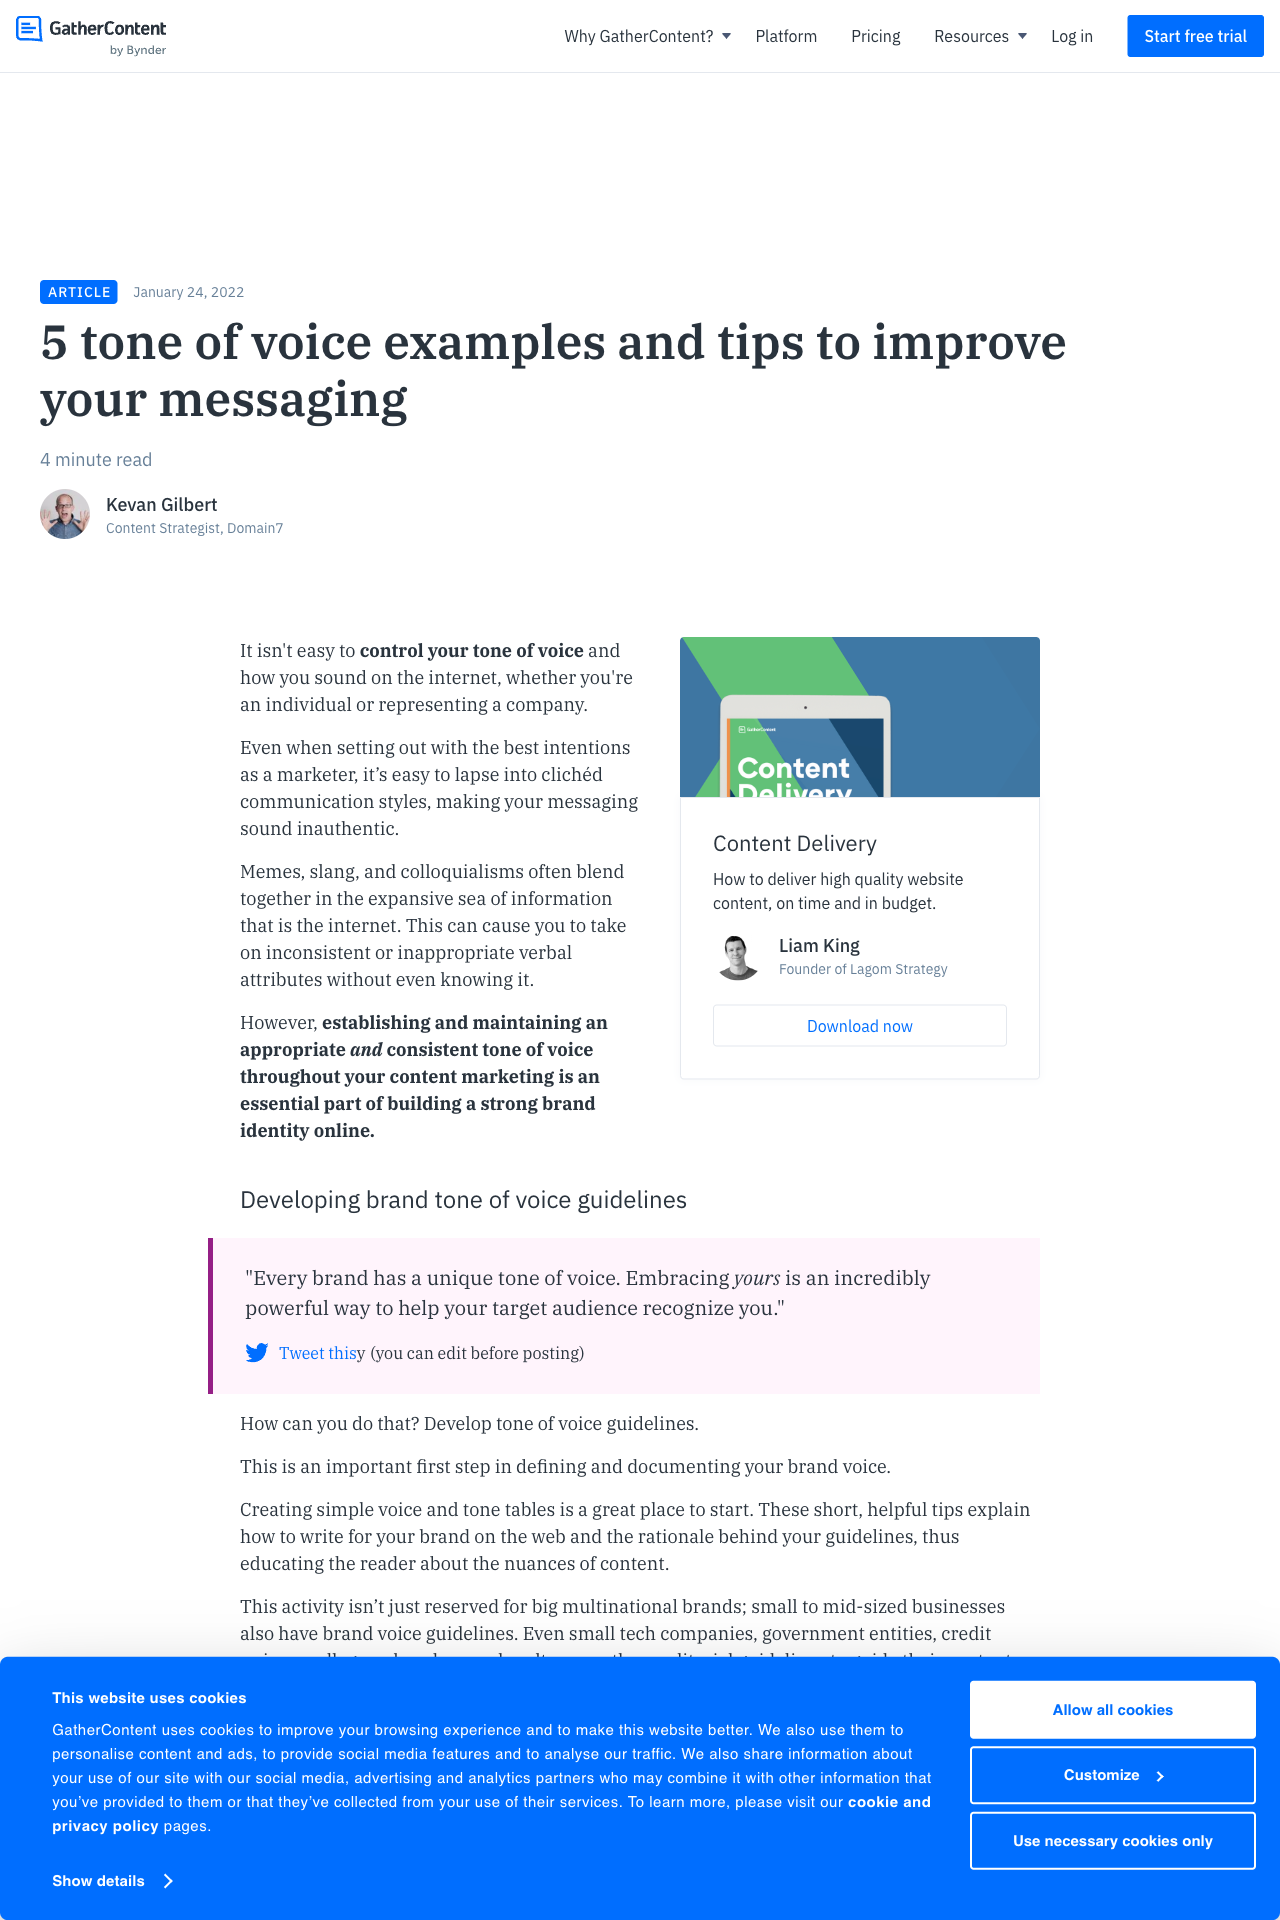 GatherContent
by Bynder
Why GatherContent?
Platform
Pricing
Resources
Log in
Start free trial
ARTICLE
January 24, 2022
5 tone of voice examples and tips to improve
your messaging
4 minute read
Kevan Gilbert
Content Strategist, Domain7
It isn't easy to control your tone of voice and
how you sound on the internet, whether you're
an individual or representing a company.
Even when setting out with the best intentions
as a marketer, it’s easy to lapse into clichéd
communication styles, making your messaging
sound inauthentic.
Memes, slang, and colloquialisms often blend
together in the expansive sea of information
that is the internet. This can cause you to take
on inconsistent or inappropriate verbal
attributes without even knowing it.
However, establishing and maintaining an
appropriate and consistent tone of voice
throughout your content marketing is an
essential part of building a strong brand
identity online.
GatherContent
Content
Delivery
Content Delivery
How to deliver high quality website
content, on time and in budget.
Liam King
Founder of Lagom Strategy
Download now
Developing brand tone of voice guidelines
"Every brand has a unique tone of voice. Embracing yours is an incredibly
powerful way to help your target audience recognize you."
Tweet thisy (you can edit before posting)
How can you do that? Develop tone of voice guidelines.
This is an important first step in defining and documenting your brand voice.
Creating simple voice and tone tables is a great place to start. These short, helpful tips explain
how to write for your brand on the web and the rationale behind your guidelines, thus
educating the reader about the nuances of content.
This activity isn’t just reserved for big multinational brands; small to mid-sized businesses
also have brand voice guidelines. Even small tech companies, government entities, credit
This website uses cookies
GatherContent uses cookies to improve your browsing experience and to make this website better. We also use them to
personalise content and ads, to provide social media features and to analyse our traffic. We also share information about
your use of our site with our social media, advertising and analytics partners who may combine it with other information that
you’ve provided to them or that they’ve collected from your use of their services. To learn more, please visit our cookie and
privacy policy pages.
Show details
Allow all cookies
Customize
Use necessary cookies only